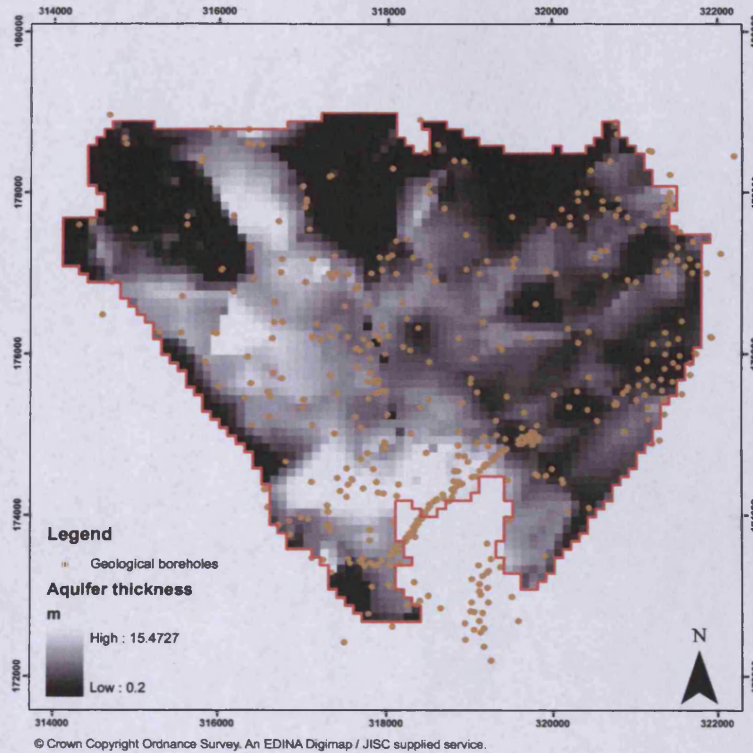 314000 316000 318000 320000 322000
180000
178000
176000
174000
172000
Legend
Geological boreholes
Aquifer thickness
m
High : 15.4727
Low : 0.2
N
314000 316000 318000 320000 322000
© Crown Copyright Ordnance Survey. An EDINA Digimap / JISC supplied service.